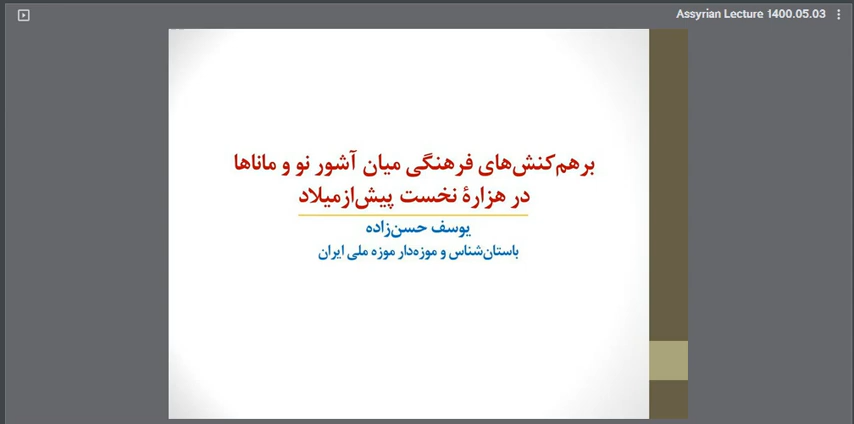 Assyrian Lecture 1400.05.03
برهم‌کنش‌های فرهنگی میان آشور نو و ماناها
در هزارۀ نخست پیش‌ازمیلاد
یوسف حسن‌زاده
باستان‌شناس و موزه‌دار موزه ملی ایران